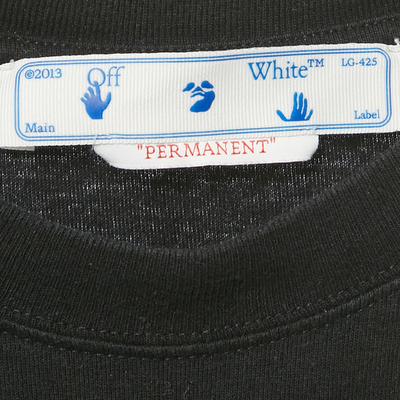 ©2013 Off White™ LG-425
Main Label
"PERMANENT"